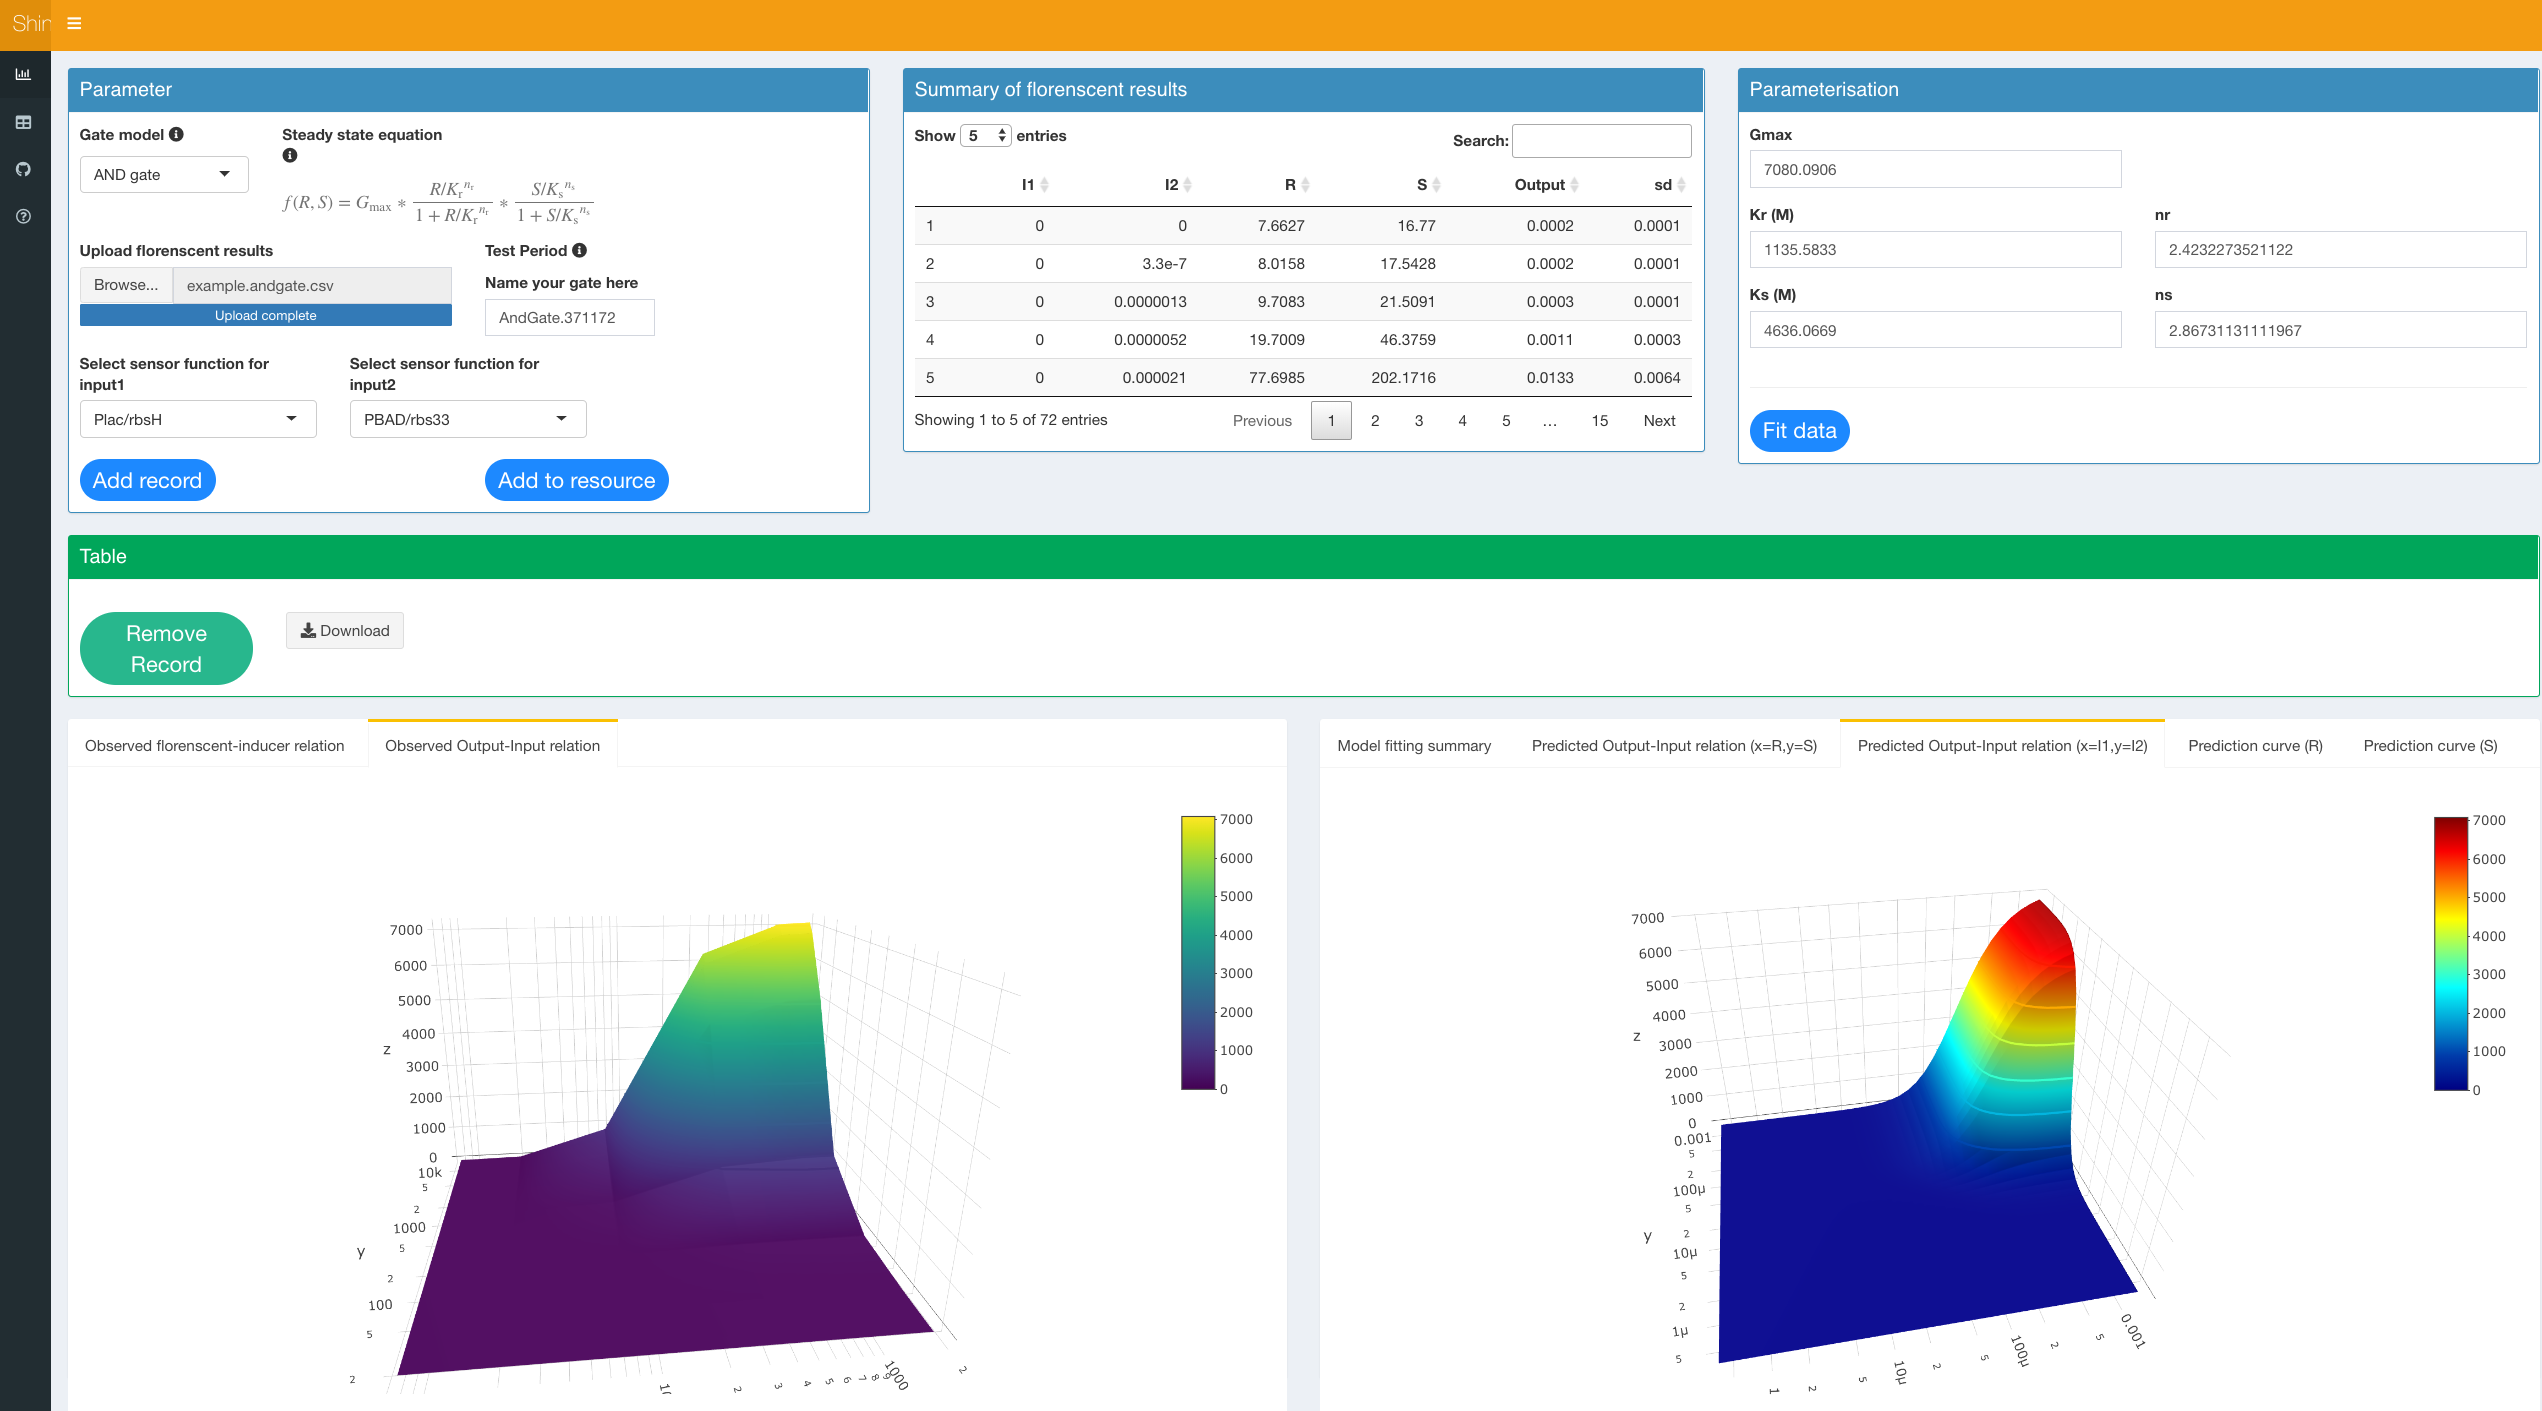 Shin
Parameter
Gate model
Steady state equation
AND gate
f(R, S) = Gmax * R/Kr^nr / 1 + R/Kr^nr * S/Ks^ns / 1 + S/Ks^ns
Upload florenscent results
Browse... example.andgate.csv
Upload complete
Test Period
Name your gate here
AndGate.371172
Select sensor function for
input1
Plac/rbsH
Select sensor function for
input2
PBAD/rbs33
Add record
Add to resource
Summary of florenscent results
Show 5 entries
Search:
I1 I2 R S Output sd
1 0 0 7.6627 16.77 0.0002 0.0001
2 0 3.3e-7 8.0158 17.5428 0.0002 0.0001
3 0 0.0000013 9.7083 21.5091 0.0003 0.0001
4 0 0.0000052 19.7009 46.3759 0.0011 0.0003
5 0 0.000021 77.6985 202.1716 0.0133 0.0064
Showing 1 to 5 of 72 entries
Previous 1 2 3 4 5 ... 15 Next
Parameterisation
Gmax
7080.0906
Kr (M)
1135.5833
nr
2.4232273521122
Ks (M)
4636.0669
ns
2.86731131111967
Fit data
Table
Remove
Record
Download
Observed florenscent-inducer relation
Observed Output-Input relation
7000
6000
5000
4000
3000
2000
1000
0
7000
6000
5000
4000
z
3000
2000
1000
0
10k
5
2
1000
5
y
2
100
5
2
2 3 4 5 6 7 8 9 1000 2
Model fitting summary
Predicted Output-Input relation (x=R,y=S)
Predicted Output-Input relation (x=I1,y=I2)
Prediction curve (R)
Prediction curve (S)
7000
6000
5000
4000
3000
2000
1000
0
7000
6000
5000
4000
z
3000
2000
1000
0
0.001
5
2
100μ
5
2
y
10μ
5
2
1μ
5
1 2 5 10μ 2 5 100μ 2 5 0.001